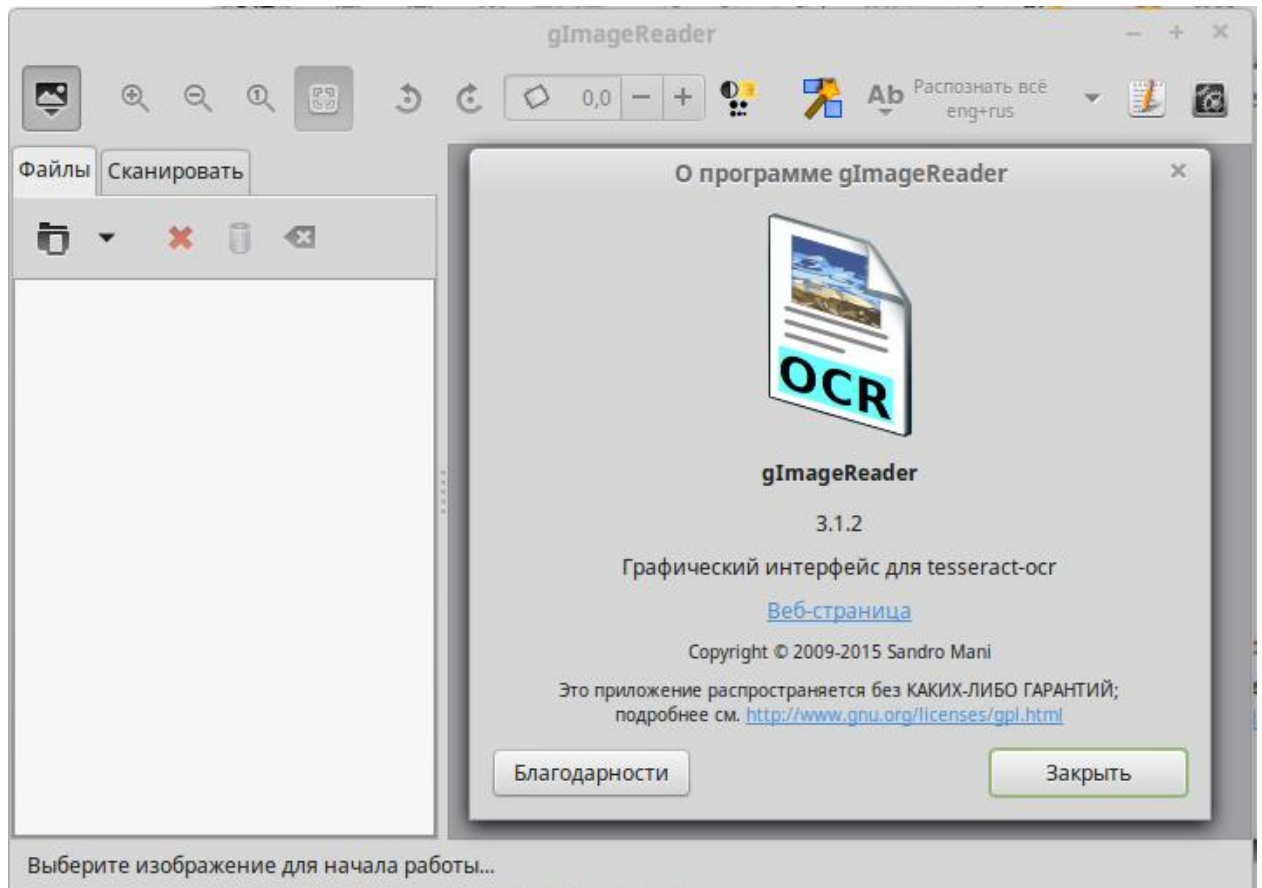 gImageReader
0,0
Ab
Распознать всё
eng+rus
Файлы
Сканировать
О программе gImageReader
OCR
gImageReader
3.1.2
Графический интерфейс для tesseract-ocr
Веб-страница
Copyright © 2009-2015 Sandro Mani
Это приложение распространяется без КАКИХ-ЛИБО ГАРАНТИЙ;
подробнее см. http://www.gnu.org/licenses/gpl.html
Благодарности
Закрыть
Выберите изображение для начала работы...